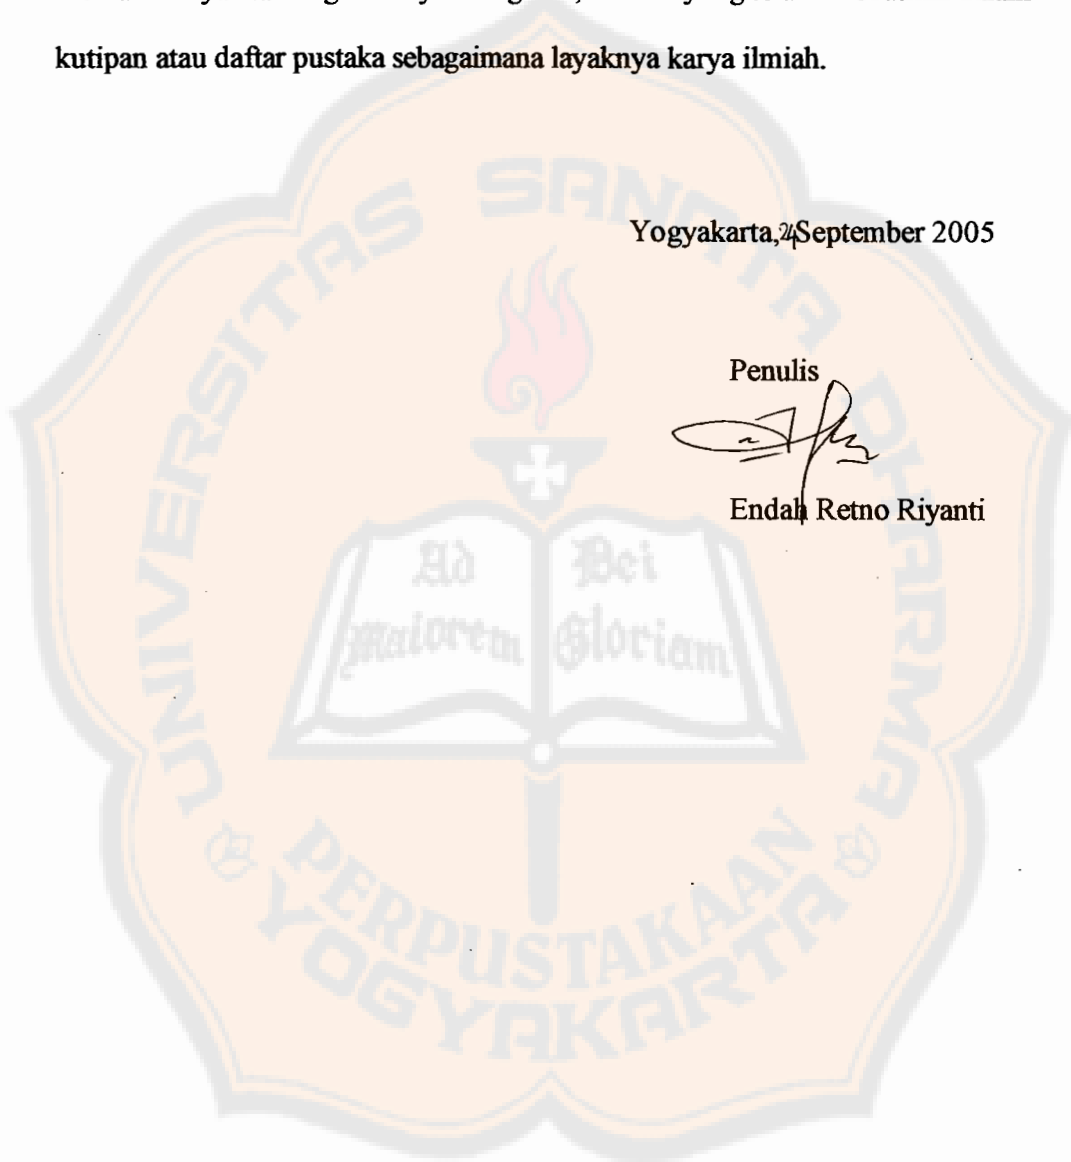 kutipan atau daftar pustaka sebagaimana layaknya karya ilmiah.
UNIVERSITAS SANATA DHARMA
Yogyakarta, 24 September 2005
Penulis
Endah Retno Riyanti
Ad Dei
maiorem Gloriam
PERPUSTAKAAN
YOGYAKARTA